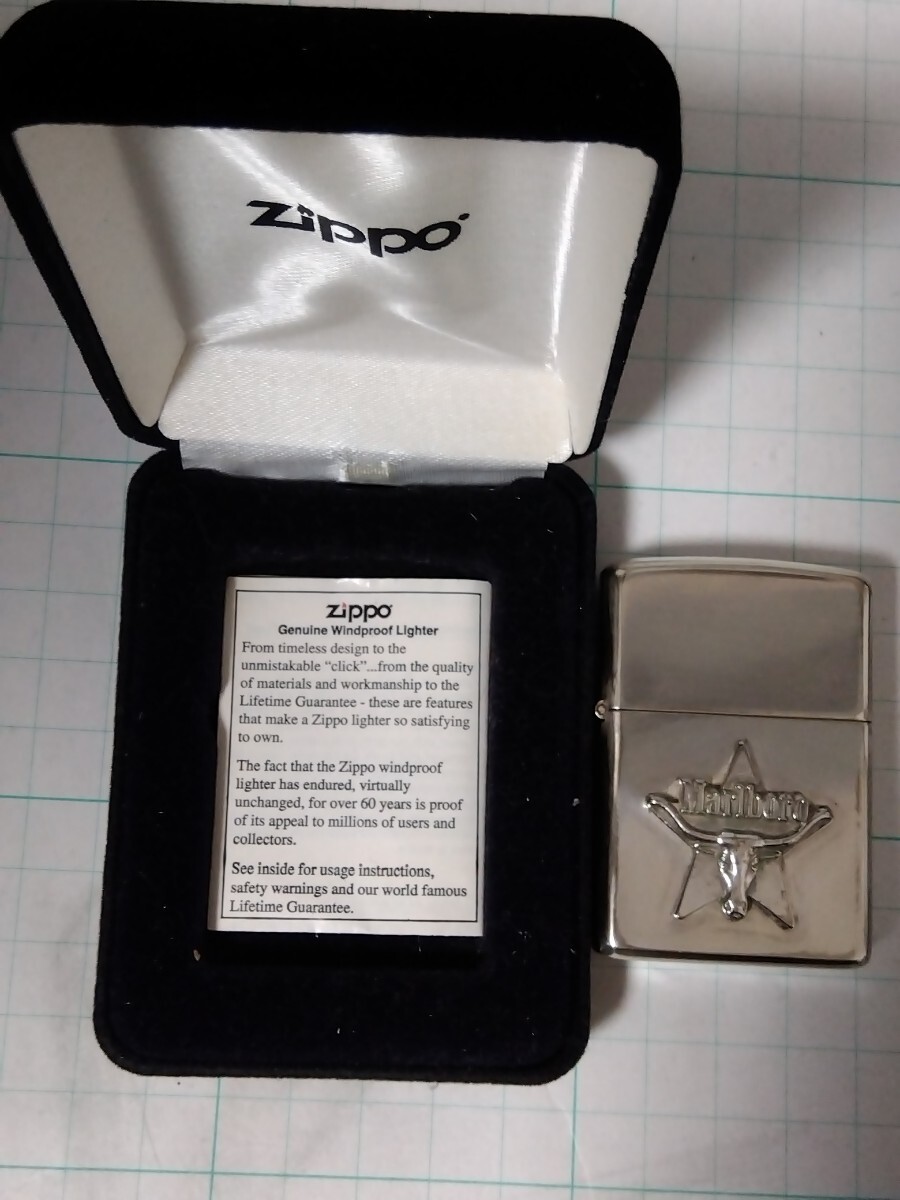 Zippo
Zippo
Genuine Windproof Lighter
From timeless design to the
unmistakable “click”...from the quality
of materials and workmanship to the
Lifetime Guarantee - these are features
that make a Zippo lighter so satisfying
to own.
The fact that the Zippo windproof
lighter has endured, virtually
unchanged, for over 60 years is proof
of its appeal to millions of users and
collectors.
See inside for usage instructions,
safety warnings and our world famous
Lifetime Guarantee.
Marlboro